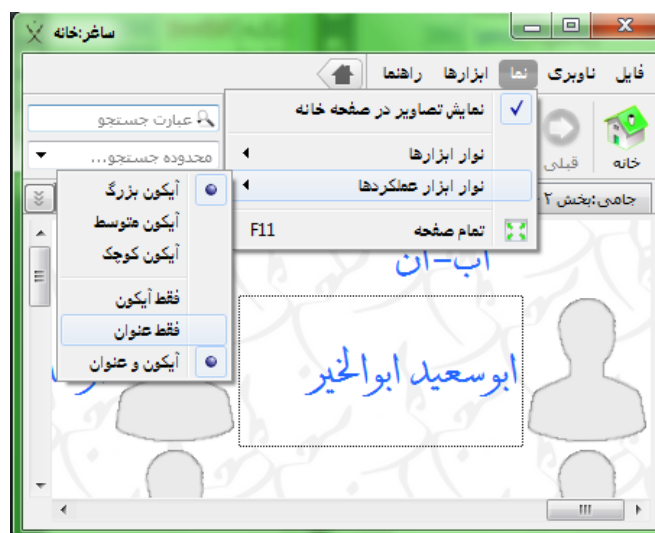 ساغر:خانه
فایل ناوبری نما ابزارها راهنما
خانه
قبلی
عبارت جستجو
محدوده جستجو...
نمایش تصاویر در صفحه خانه
نوار ابزارها
نوار ابزار عملکردها
تمام صفحه F11
آیکون بزرگ
آیکون متوسط
آیکون کوچک
فقط آیکون
فقط عنوان
آیکون و عنوان
جامی:بخش ۲
آب-ان
ابوسعید ابوالخیر